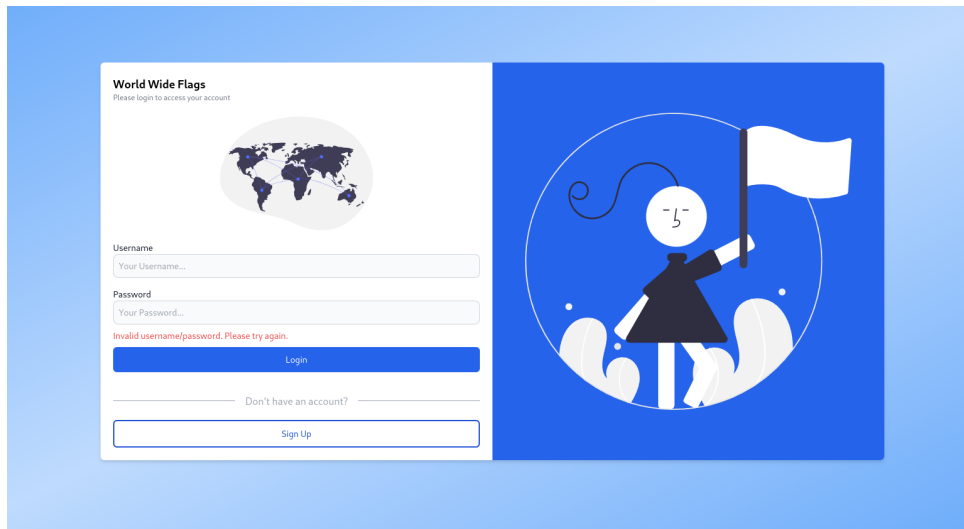 World Wide Flags
Please login to access your account
Username
Your Username...
Password
Your Password...
Invalid username/password. Please try again.
Login
Don't have an account?
Sign Up